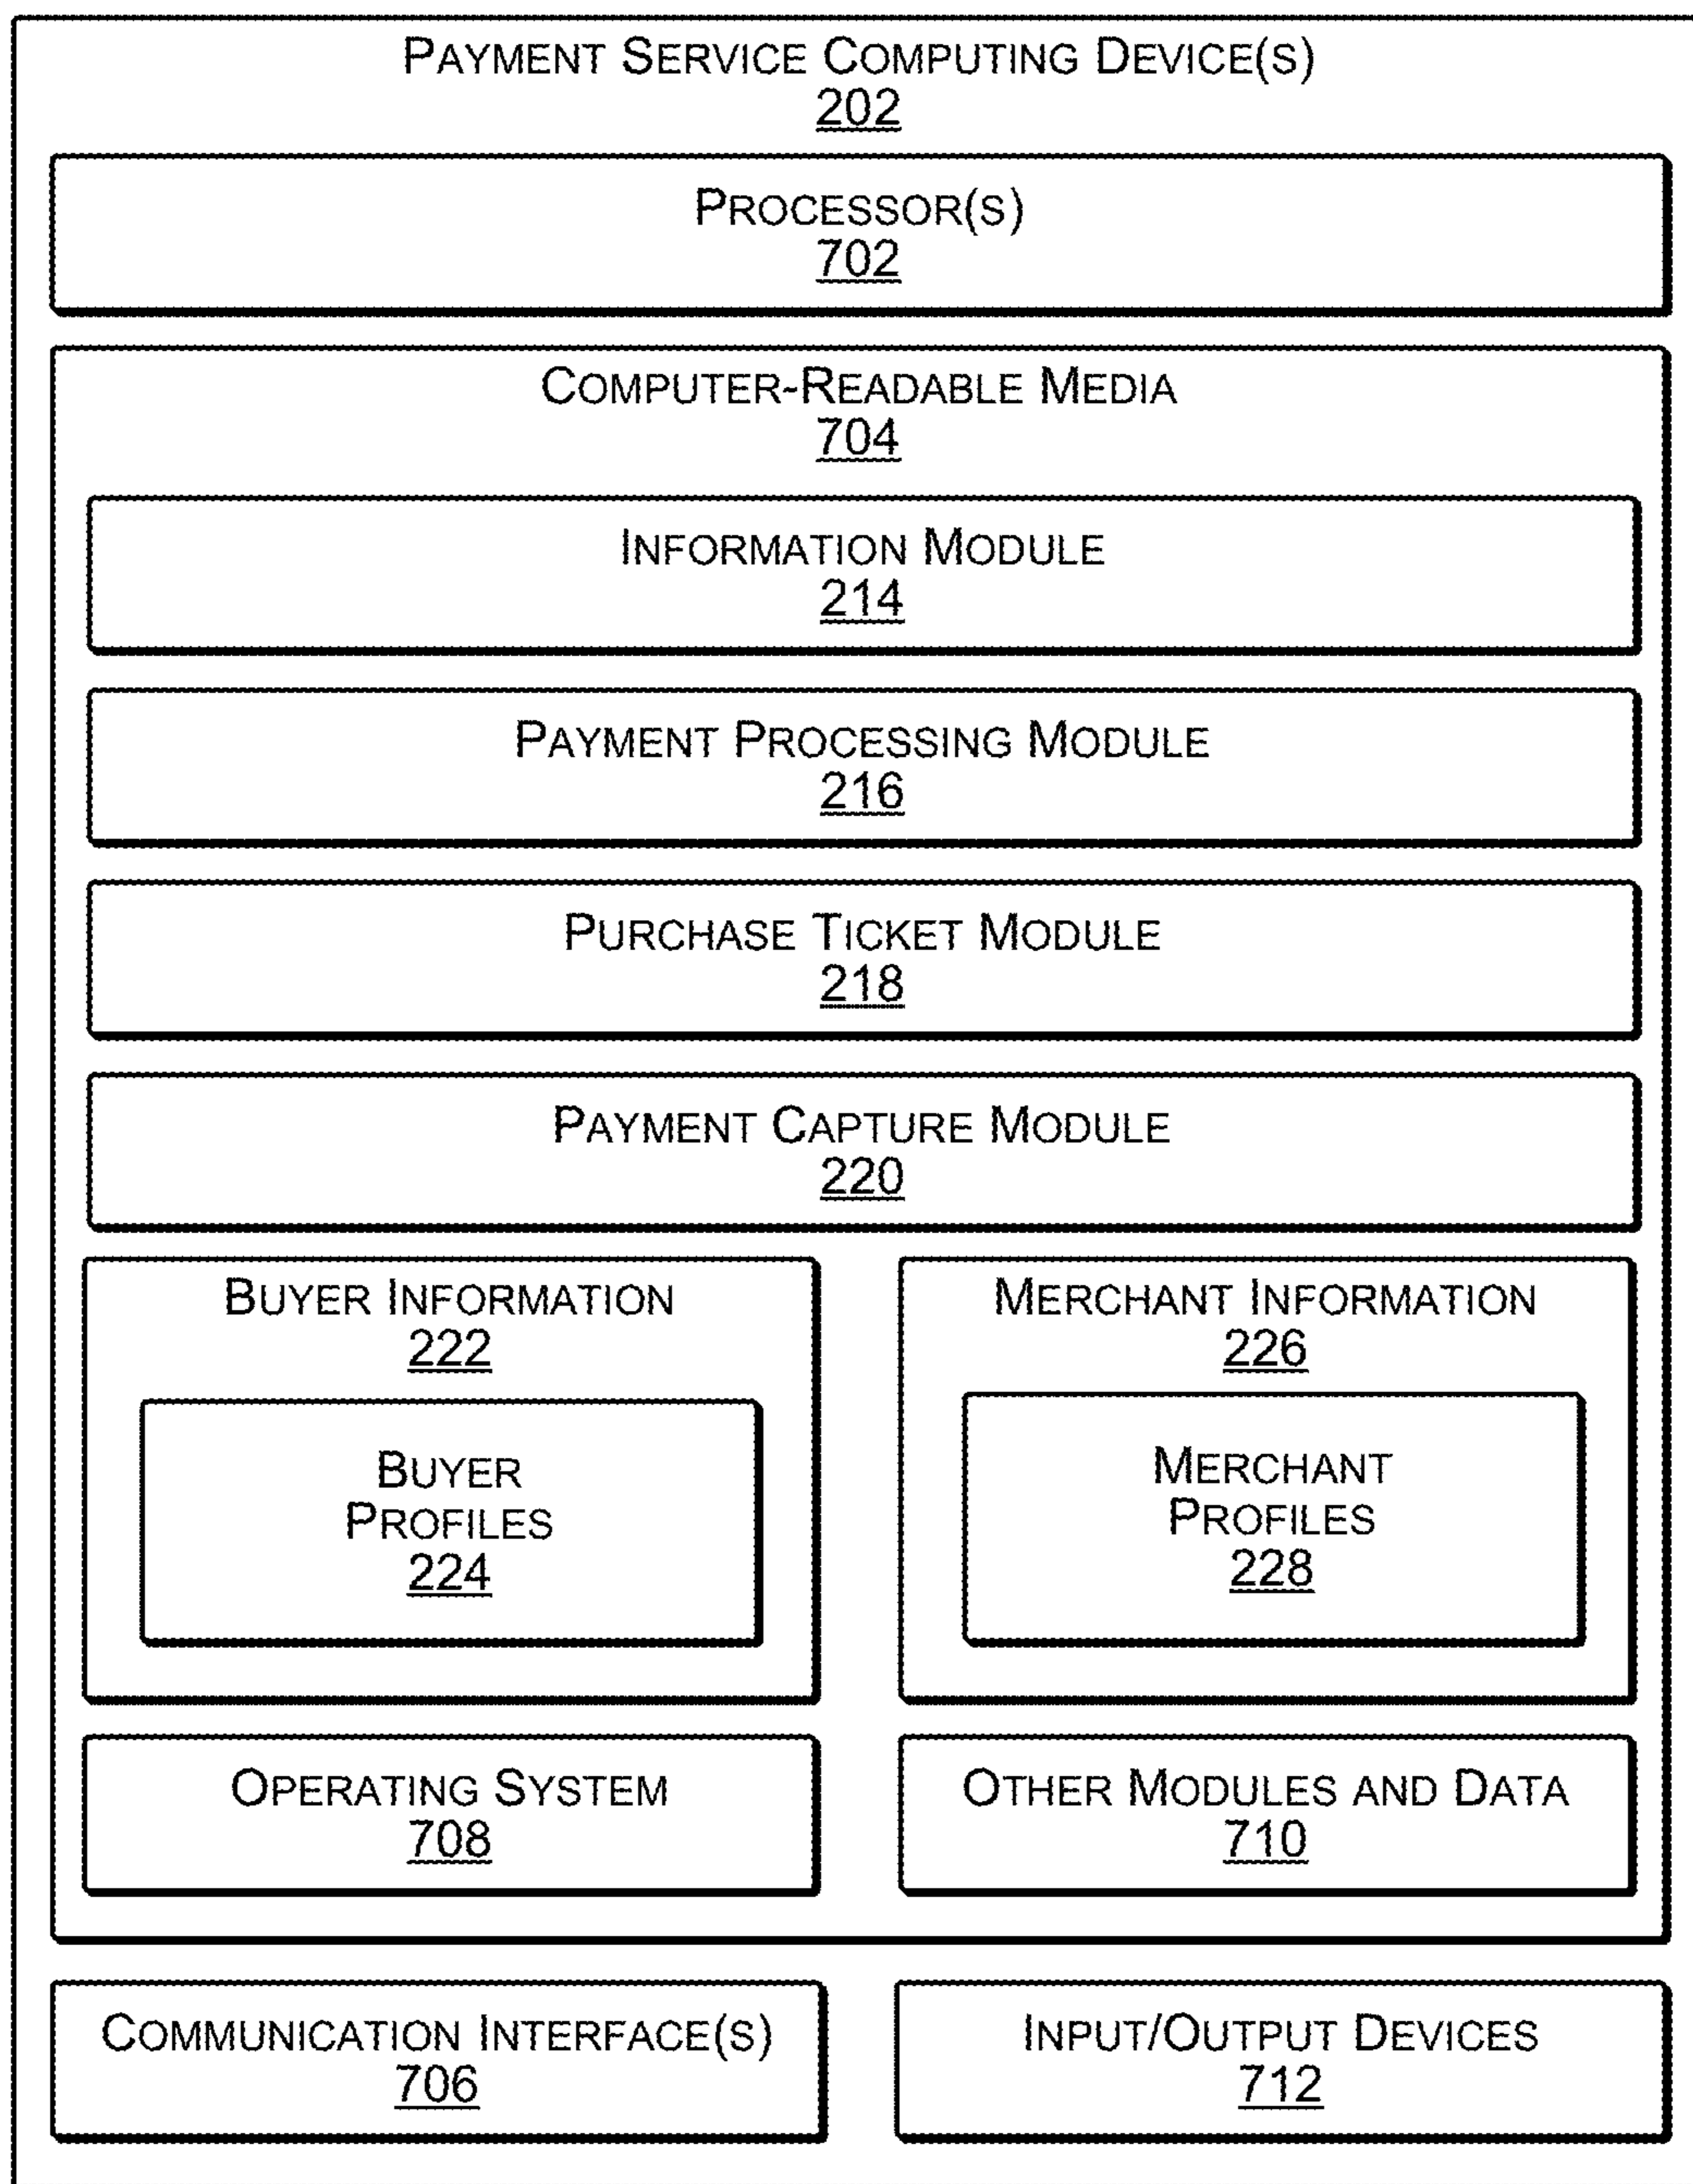 PAYMENT SERVICE COMPUTING DEVICE(S)
202
PROCESSOR(S)
702
COMPUTER-READABLE MEDIA
704
INFORMATION MODULE
214
PAYMENT PROCESSING MODULE
216
PURCHASE TICKET MODULE
218
PAYMENT CAPTURE MODULE
220
BUYER INFORMATION
222
BUYER
PROFILES
224
MERCHANT INFORMATION
226
MERCHANT
PROFILES
228
OPERATING SYSTEM
708
OTHER MODULES AND DATA
710
COMMUNICATION INTERFACE(S)
706
INPUT/OUTPUT DEVICES
712